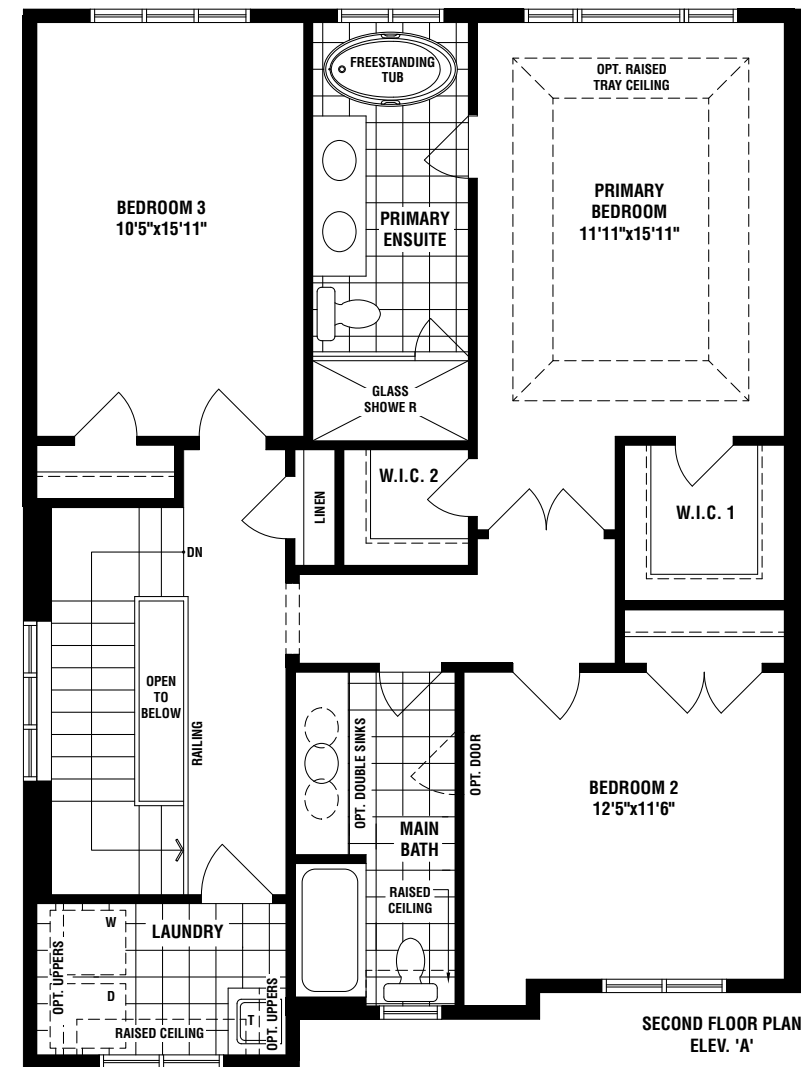 FREESTANDING
TUB
OPT. RAISED
TRAY CEILING
BEDROOM 3
10'5"x15'11"
PRIMARY
ENSUITE
PRIMARY
BEDROOM
11'11"x15'11"
GLASS
SHOWE R
W.I.C. 2
LINEN
W.I.C. 1
DN
OPEN
TO
BELOW
RAILING
OPT. DOUBLE SINKS
OPT. DOOR
BEDROOM 2
12'5"x11'6"
MAIN
BATH
RAISED
CEILING
W
LAUNDRY
OPT. UPPERS
D
T
OPT. UPPERS
RAISED CEILING
SECOND FLOOR PLAN
ELEV. 'A'